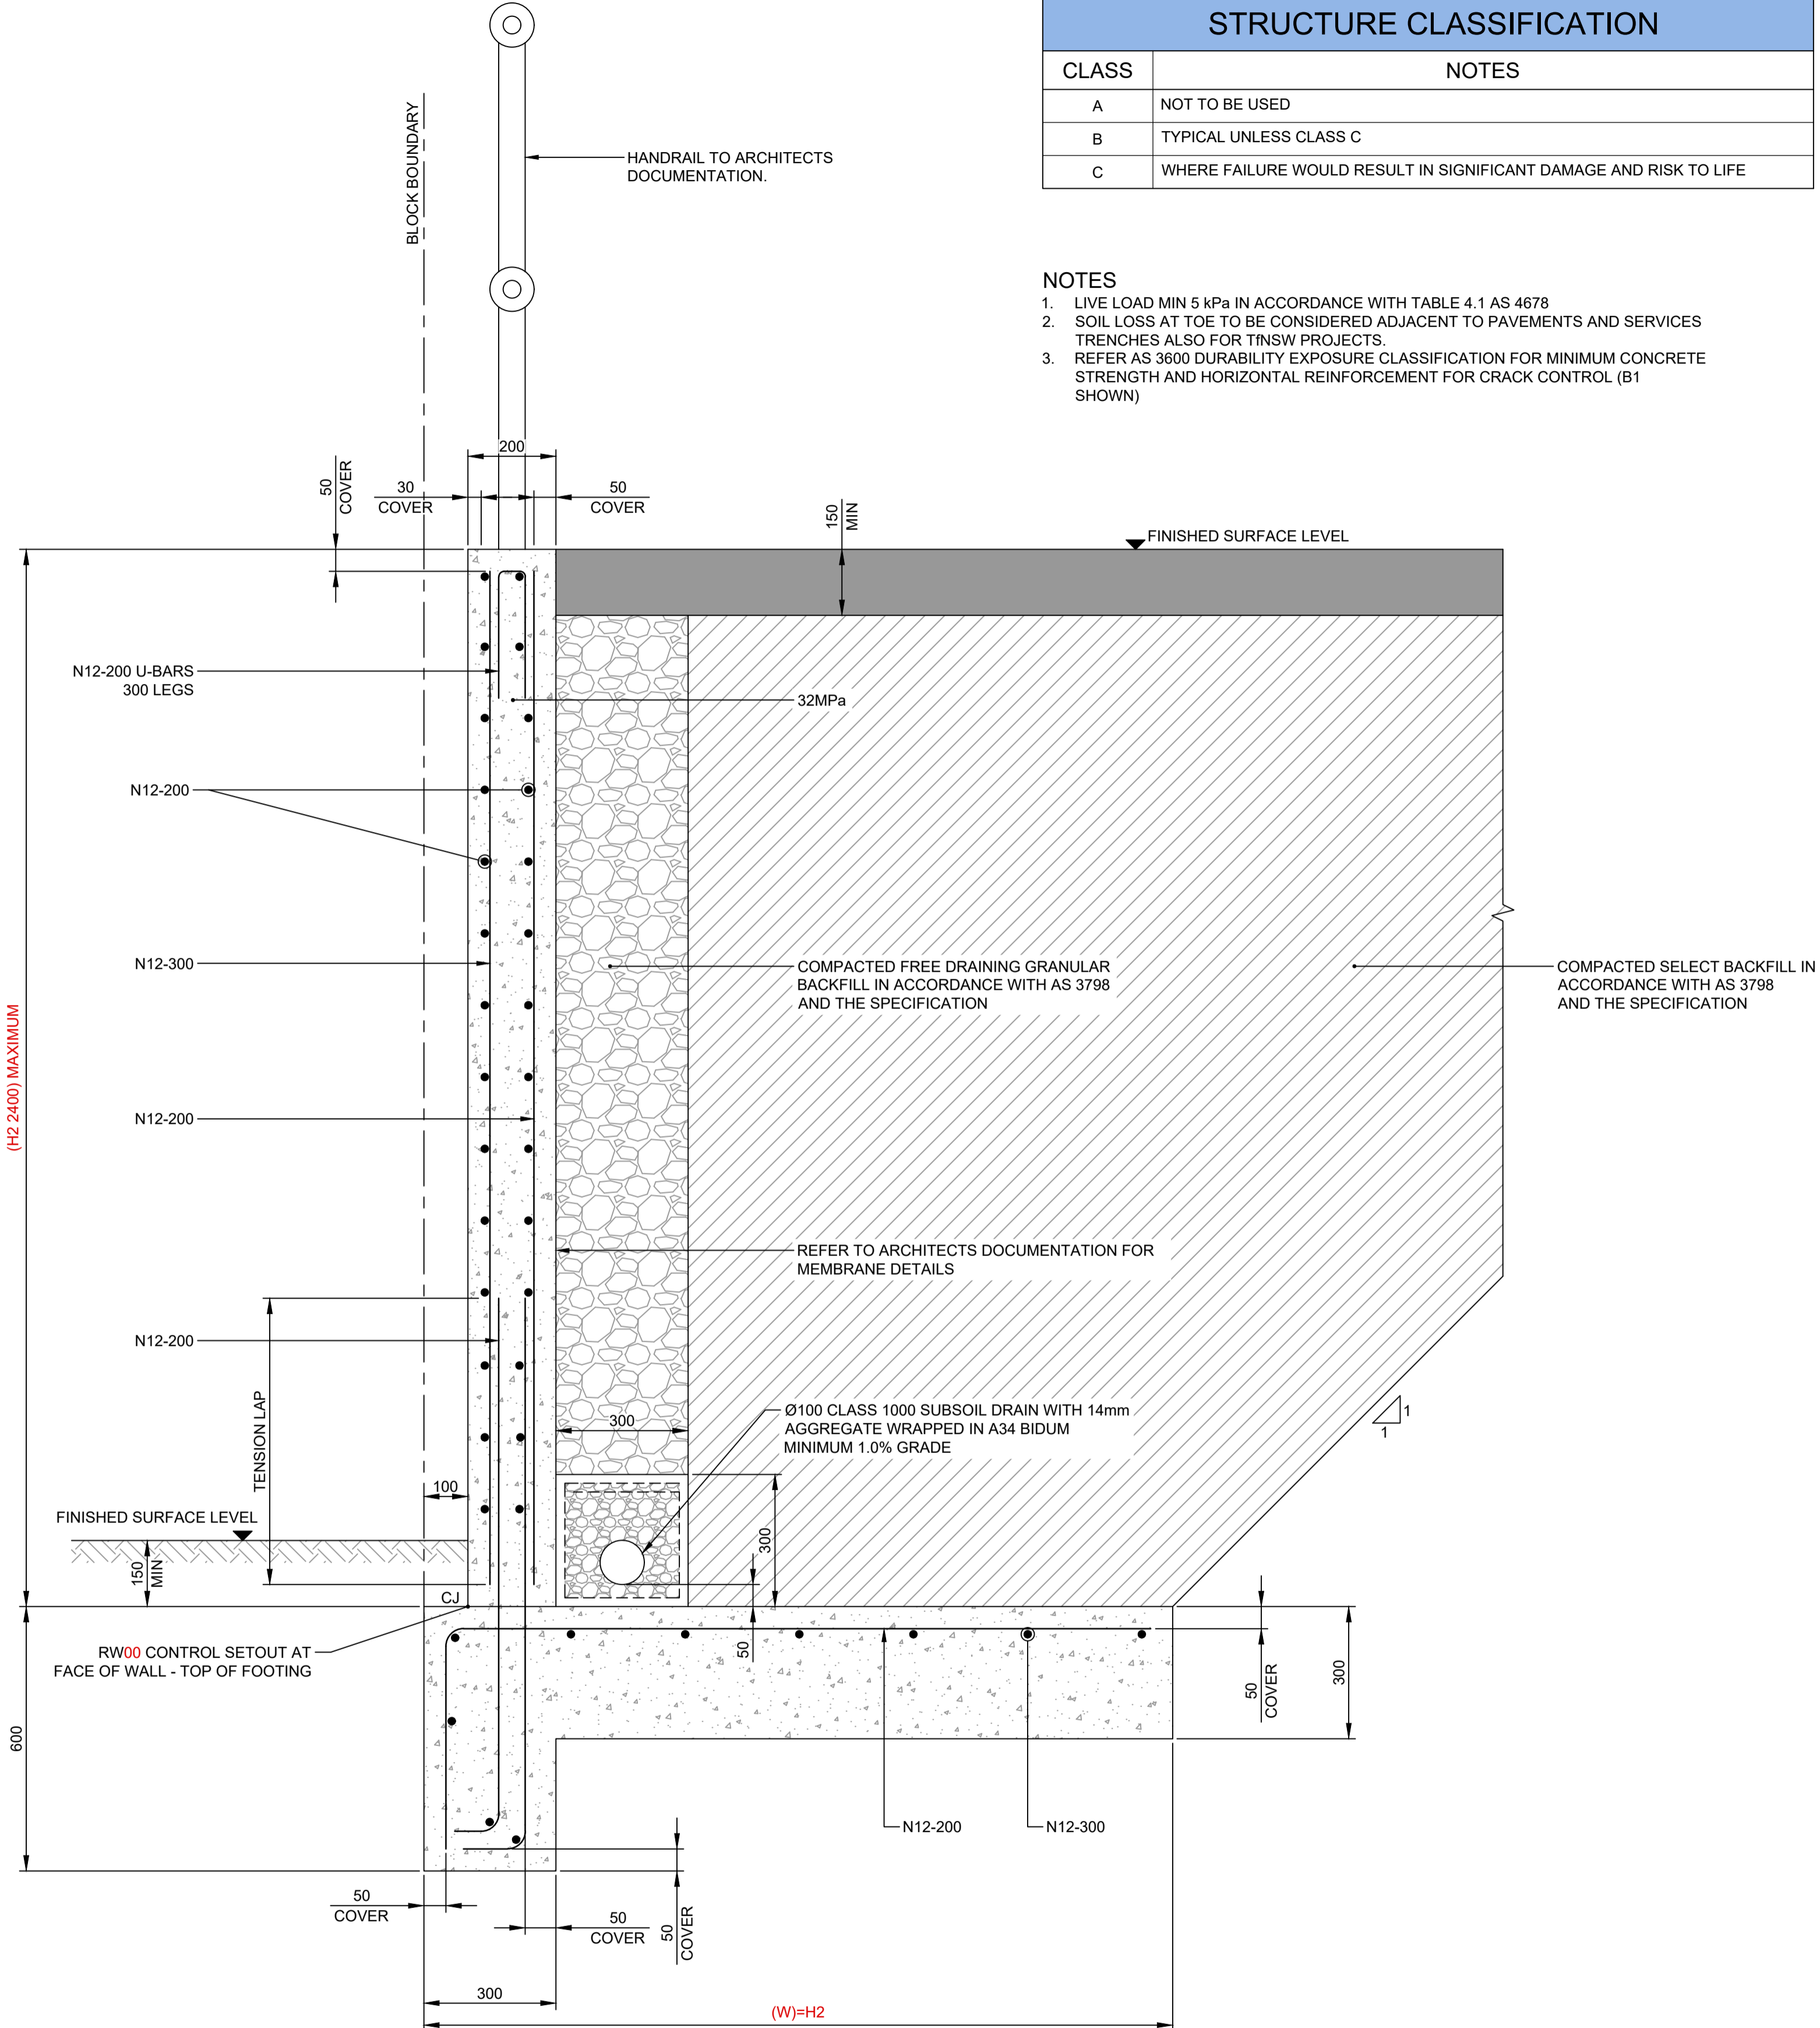 STRUCTURE CLASSIFICATION
CLASS NOTES
A NOT TO BE USED
B TYPICAL UNLESS CLASS C
C WHERE FAILURE WOULD RESULT IN SIGNIFICANT DAMAGE AND RISK TO LIFE
BLOCK BOUNDARY
HANDRAIL TO ARCHITECTS
DOCUMENTATION.
NOTES
1. LIVE LOAD MIN 5 kPa IN ACCORDANCE WITH TABLE 4.1 AS 4678
2. SOIL LOSS AT TOE TO BE CONSIDERED ADJACENT TO PAVEMENTS AND SERVICES
TRENCHES ALSO FOR TfNSW PROJECTS.
3. REFER AS 3600 DURABILITY EXPOSURE CLASSIFICATION FOR MINIMUM CONCRETE
STRENGTH AND HORIZONTAL REINFORCEMENT FOR CRACK CONTROL (B1
SHOWN)
200
50
COVER
30
COVER
50
COVER
150
MIN
FINISHED SURFACE LEVEL
N12-200 U-BARS
300 LEGS
32MPa
N12-200
N12-300
COMPACTED FREE DRAINING GRANULAR
BACKFILL IN ACCORDANCE WITH AS 3798
AND THE SPECIFICATION
COMPACTED SELECT BACKFILL IN
ACCORDANCE WITH AS 3798
AND THE SPECIFICATION
(H2 2400) MAXIMUM
N12-200
REFER TO ARCHITECTS DOCUMENTATION FOR
MEMBRANE DETAILS
N12-200
TENSION LAP
300
Ø100 CLASS 1000 SUBSOIL DRAIN WITH 14mm
AGGREGATE WRAPPED IN A34 BIDUM
MINIMUM 1.0% GRADE
1
1
100
FINISHED SURFACE LEVEL
300
150
MIN
CJ
RW00 CONTROL SETOUT AT
FACE OF WALL - TOP OF FOOTING
50
50
COVER
300
600
N12-200
N12-300
50
COVER
50
COVER
50
COVER
300
(W)=H2